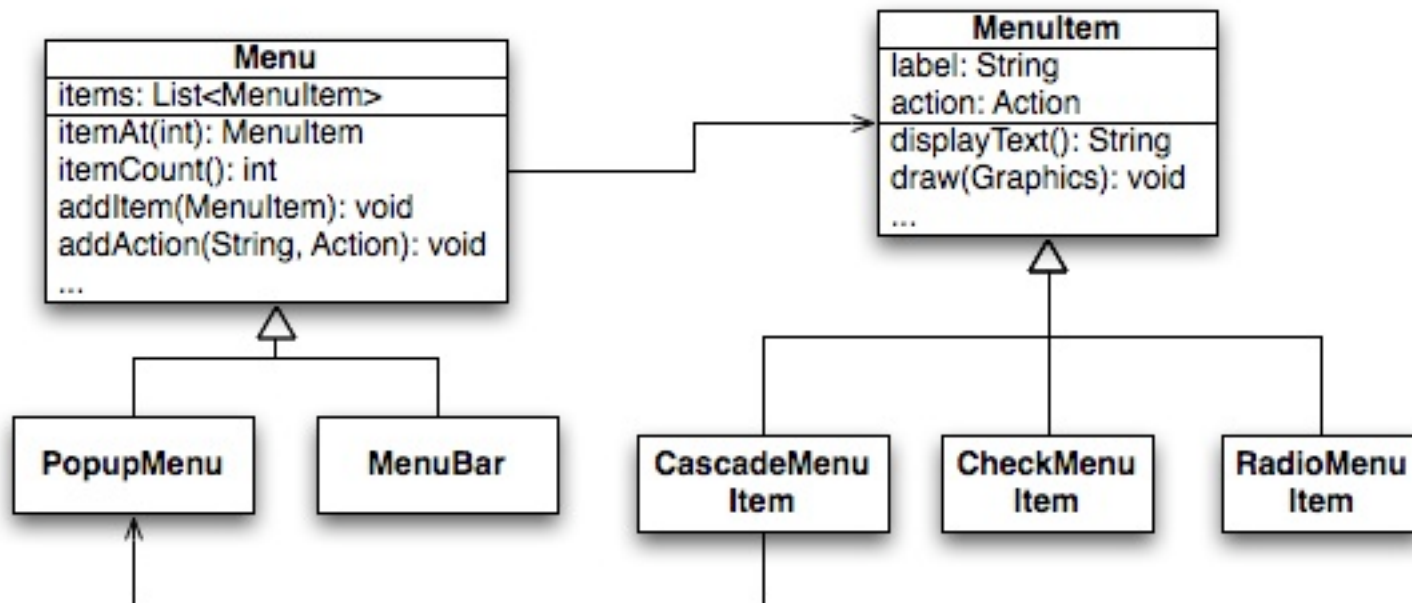 Menu
items: List<MenuItem>
itemAt(int): MenuItem
itemCount(): int
addItem(MenuItem): void
addAction(String, Action): void
...
MenuItem
label: String
action: Action
displayText(): String
draw(Graphics): void
...
PopupMenu
MenuBar
CascadeMenu
Item
CheckMenu
Item
RadioMenu
Item